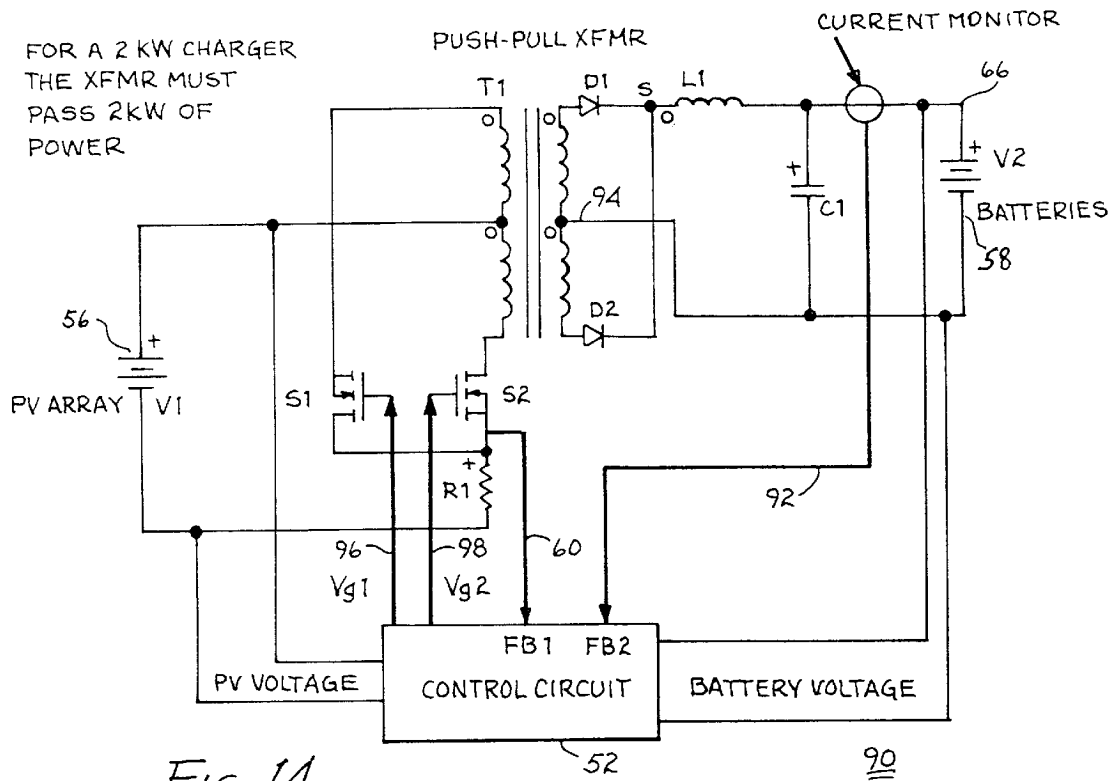 FOR A 2 KW CHARGER
THE XFMR MUST
PASS 2KW OF
POWER
PUSH-PULL XFMR
CURRENT MONITOR
T1
D1
S
L1
66
+
V2
+
C1
94
BATTERIES
58
D2
56
+
PV ARRAY
V1
S1
S2
+
R1
92
96
98
60
Vg1
Vg2
FB1
FB2
PV VOLTAGE
CONTROL CIRCUIT
BATTERY VOLTAGE
52
90